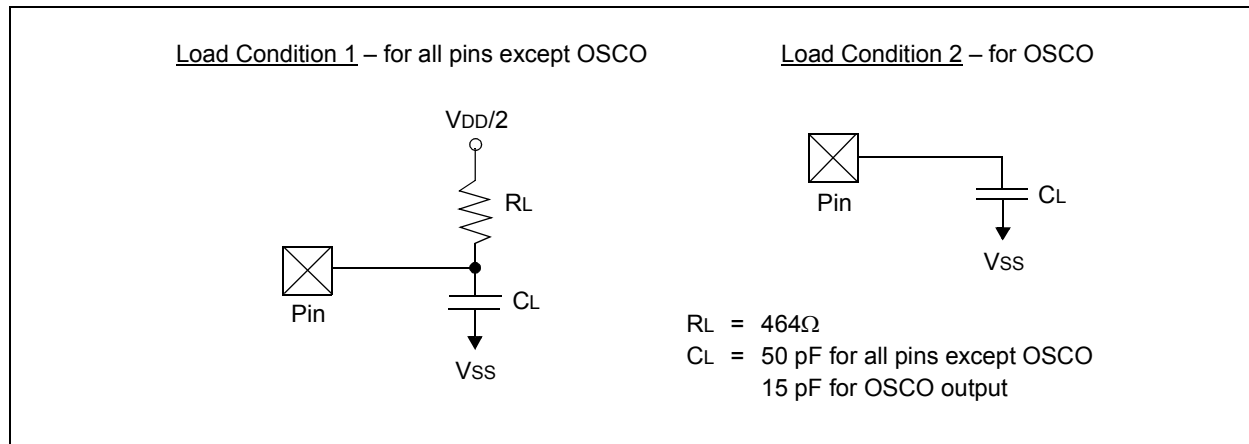 Load Condition 1 – for all pins except OSCO
VDD/2
RL
Pin
CL
VSS
Load Condition 2 – for OSCO
Pin
CL
VSS
RL = 464Ω
CL = 50 pF for all pins except OSCO
15 pF for OSCO output